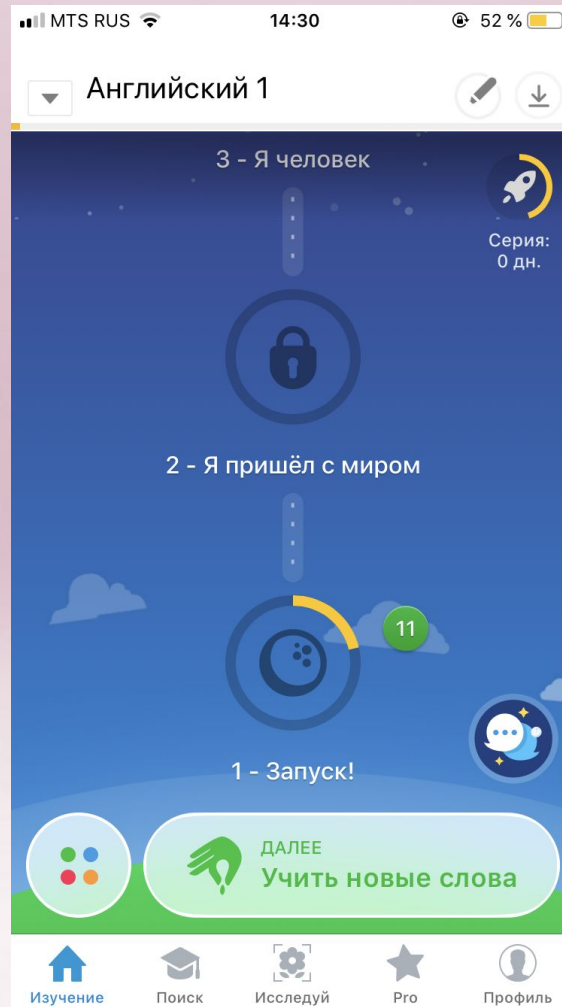 MTS RUS 14:30 52 %
Английский 1
3 - Я человек
Серия:
0 дн.
2 - Я пришёл с миром
11
1 - Запуск!
ДАЛЕЕ
Учить новые слова
Изучение Поиск Исследуй Pro Профиль